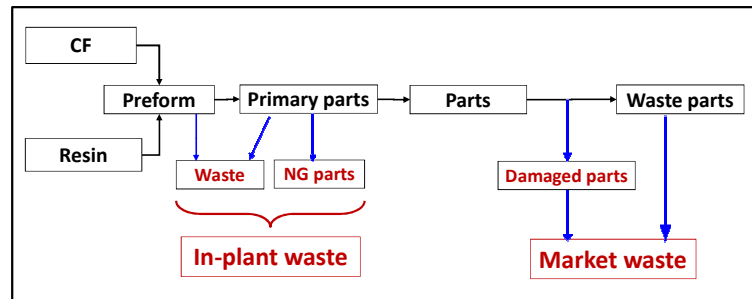 CF
Preform
Primary parts
Parts
Waste parts
Resin
Waste
NG parts
Damaged parts
In-plant waste
Market waste